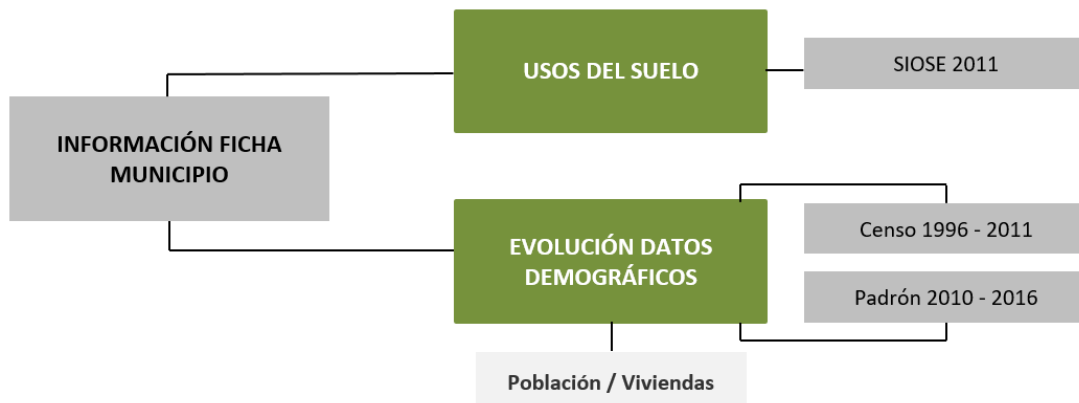 USOS DEL SUELO
SIOSE 2011
INFORMACIÓN FICHA
MUNICIPIO
EVOLUCIÓN DATOS
DEMOGRÁFICOS
Censo 1996 - 2011
Padrón 2010 - 2016
Población / Viviendas